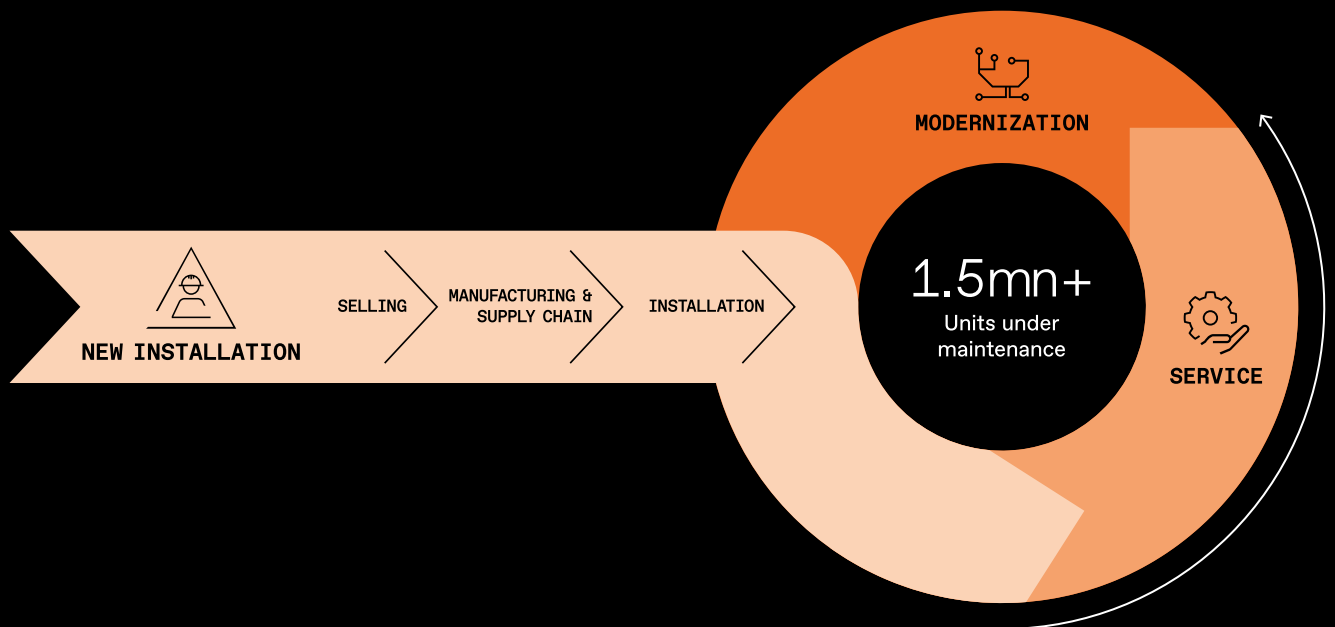 MODERNIZATION
NEW INSTALLATION
SELLING
MANUFACTURING &
SUPPLY CHAIN
INSTALLATION
1.5mn+
Units under
maintenance
SERVICE